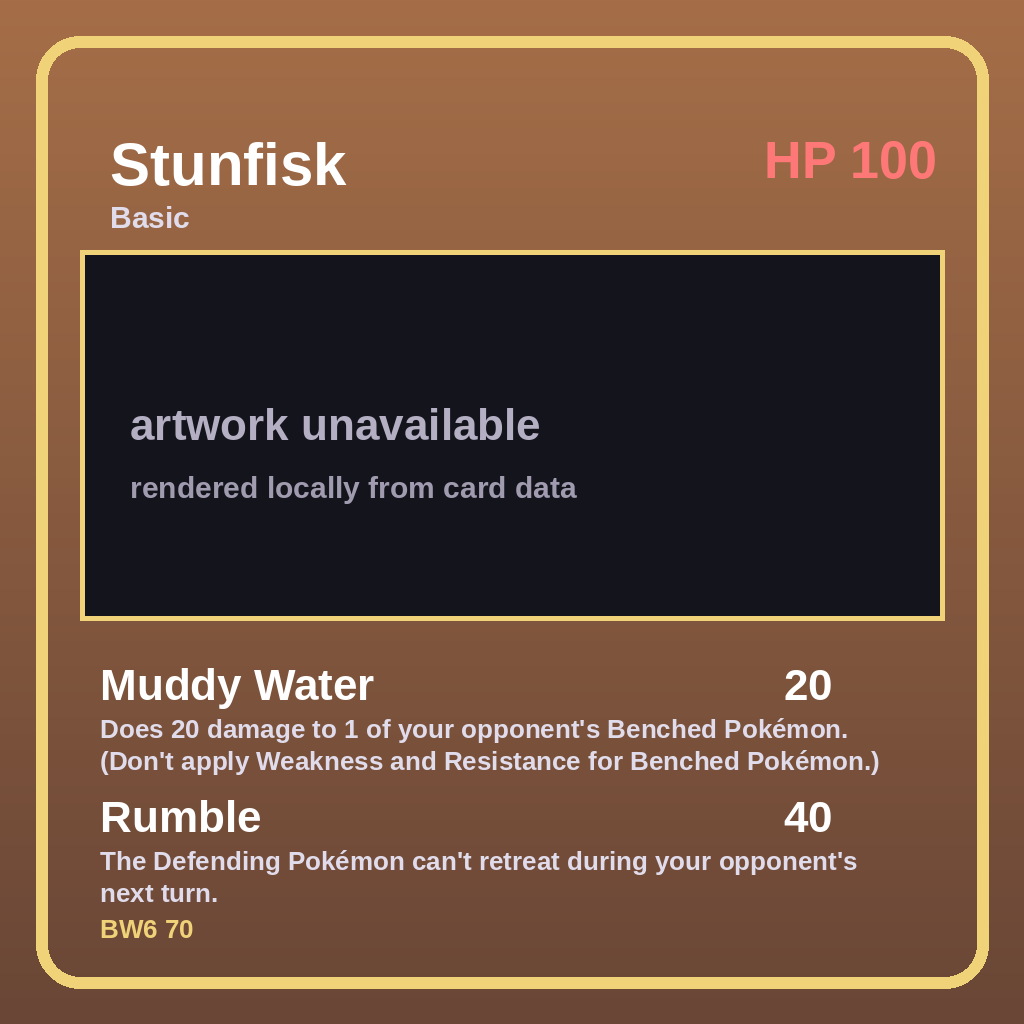 Stunfisk
HP 100
Basic
artwork unavailable
rendered locally from card data
Muddy Water 20
Does 20 damage to 1 of your opponent's Benched Pokémon.
(Don't apply Weakness and Resistance for Benched Pokémon.)
Rumble 40
The Defending Pokémon can't retreat during your opponent's
next turn.
BW6 70